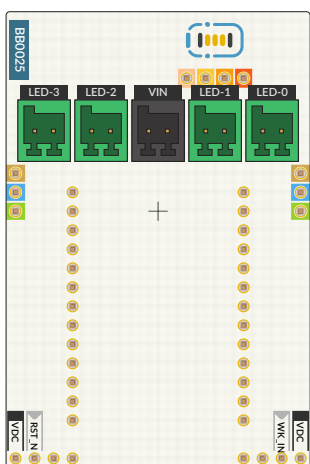 BB0025
LED-3
LED-2
VIN
LED-1
LED-0
VDC
RST_N
WK_IN
VDC